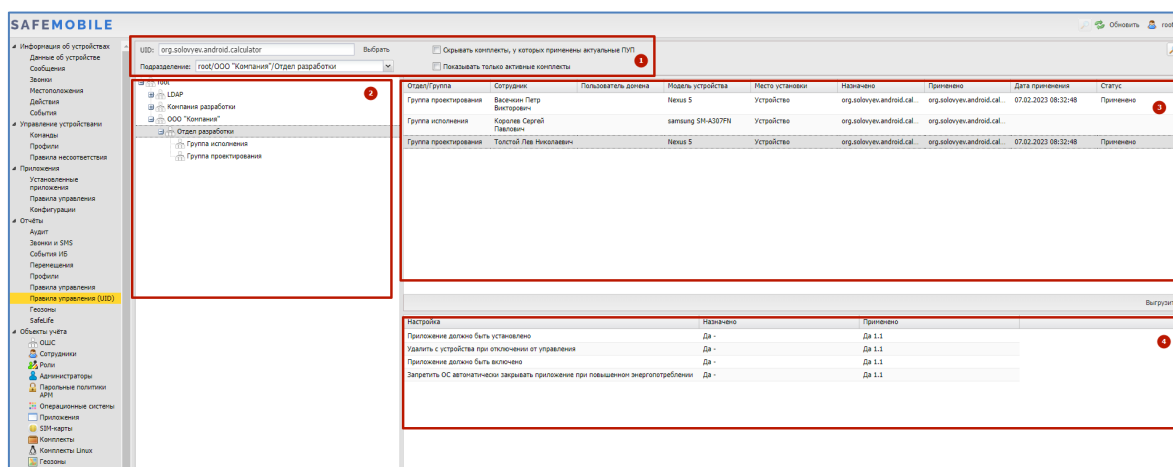 SAFEMOBILE
Обновить root
Информация об устройствах
Данные об устройстве
Сообщения
Звонки
Местоположения
Действия
События
Управление устройствами
Команды
Профили
Правила несоответствия
Приложения
Установленные
приложения
Правила управления
Конфигурации
Отчёты
Аудит
Звонки и SMS
События ИБ
Перемещения
Профили
Правила управления
Правила управления (UID)
Геозоны
SafeLife
Объекты учёта
ОШС
Сотрудники
Роли
Администраторы
Парольные политики
АРМ
Операционные системы
Приложения
SIM-карты
Комплекты
Комплекты Linux
Геозоны
UID: org.solovyev.android.calculator Выбрать Скрывать комплекты, у которых применены актуальные ПУП
1
Подразделение: root/ООО "Компания"/Отдел разработки Показывать только активные комплекты
root
2
LDAP
Компания разработки
ООО "Компания"
Отдел разработки
Группа исполнения
Группа проектирования
Отдел/Группа Сотрудник Пользователь домена Модель устройства Место установки Назначено Применено Дата применения Статус
Группа проектирования Васечкин Петр Nexus 5 Устройство org.solovyev.android.cal... org.solovyev.android.cal... 07.02.2023 08:32:48 Применено
Викторович
3
Группа исполнения Королев Сергей samsung SM-A307FN Устройство org.solovyev.android.cal... org.solovyev.android.cal...
Павлович
Группа проектирования Толстой Лев Николаевич Nexus 5 Устройство org.solovyev.android.cal... org.solovyev.android.cal... 07.02.2023 08:32:48 Применено
Выгрузит
Настройка Назначено Применено
Приложение должно быть установлено Да - Да 1.1
4
Удалить с устройства при отключении от управления Да - Да 1.1
Приложение должно быть включено Да - Да 1.1
Запретить ОС автоматически закрывать приложение при повышенном энергопотреблении Да - Да 1.1